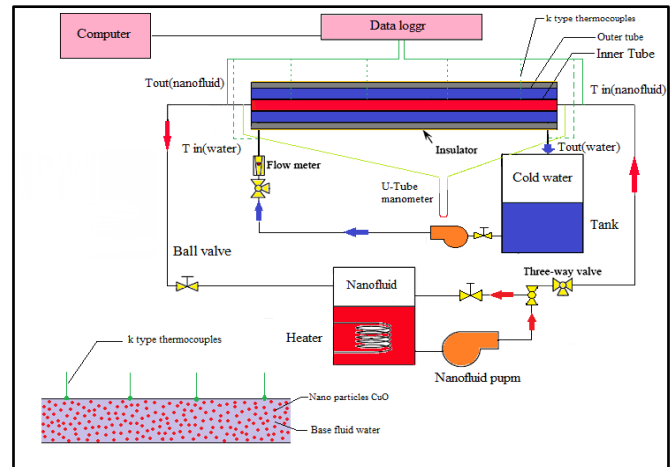 k type thermocouples
Computer
Data loggr
Outer tube
Inner Tube
Tout(nanofluid)
T in(nanofluid)
T in(water)
Insulator
Tout(water)
Flow meter
Cold water
U-Tube
manometer
Tank
Ball valve
Three-way valve
Nanofluid
Heater
Nanofluid pupm
k type thermocouples
Nano particles CuO
Base fluid water